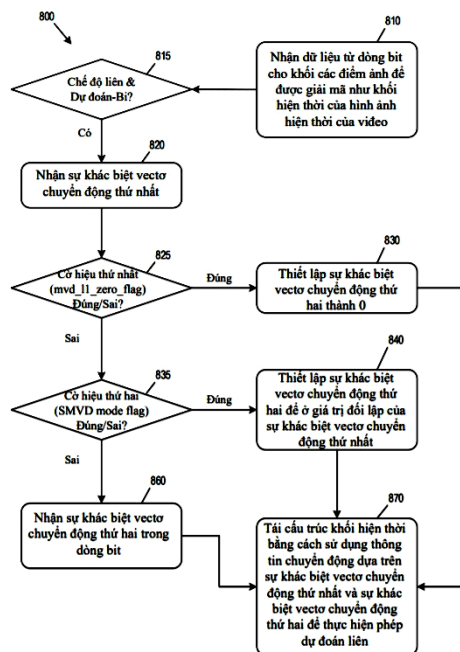 800
810
Nhận dữ liệu từ dòng bit
cho khối các điểm ảnh để
được giải mã như khối
hiện thời của hình ảnh
hiện thời của video
815
Chế độ liên &
Dự đoán-Bi?
Có
820
Nhận sự khác biệt vectơ
chuyển động thứ nhất
825
Cờ hiệu thứ nhất
(mvd_l1_zero_flag)
Đúng/Sai?
Đúng
Sai
830
Thiết lập sự khác biệt
vectơ chuyển động thứ
hai thành 0
835
Cờ hiệu thứ hai
(SMVD mode flag)
Đúng/Sai?
Đúng
Sai
840
Thiết lập sự khác biệt
vectơ chuyển động thứ
hai để ở giá trị đối lập của
sự khác biệt vectơ chuyển
động thứ nhất
860
Nhận sự khác biệt vectơ
chuyển động thứ hai trong
dòng bit
870
Tái cấu trúc khối hiện thời
bằng cách sử dụng thông
tin chuyển động dựa trên
sự khác biệt vectơ chuyển
động thứ nhất và sự khác
biệt vectơ chuyển động
thứ hai để thực hiện phép
dự đoán liên